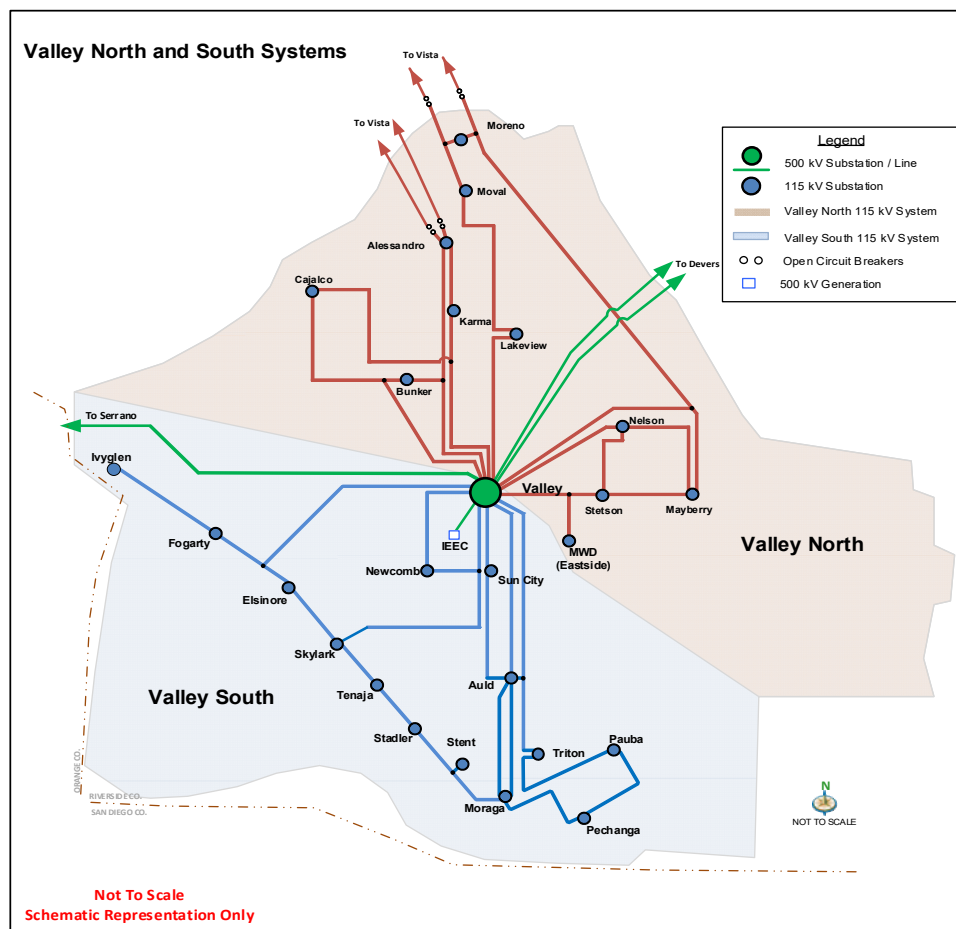 Valley North and South Systems
To Vista
To Vista
Moreno
Moval
Alessandro
Cajalco
Karma
Lakeview
Bunker
To Devers
Legend
500 kV Substation / Line
115 kV Substation
Valley North 115 kV System
Valley South 115 kV System
Open Circuit Breakers
500 kV Generation
To Serrano
Ivyglen
Nelson
Valley
Stetson
Mayberry
Fogarty
IEEC
MWD
(Eastside)
Valley North
Newcomb
Sun City
Elsinore
Skylark
Valley South
Tenaja
Auld
Stadler
Stent
Triton
Pauba
Moraga
Pechanga
ORANGE CO.
RIVERSIDE CO.
SAN DIEGO CO.
N
NOT TO SCALE
Not To Scale
Schematic Representation Only